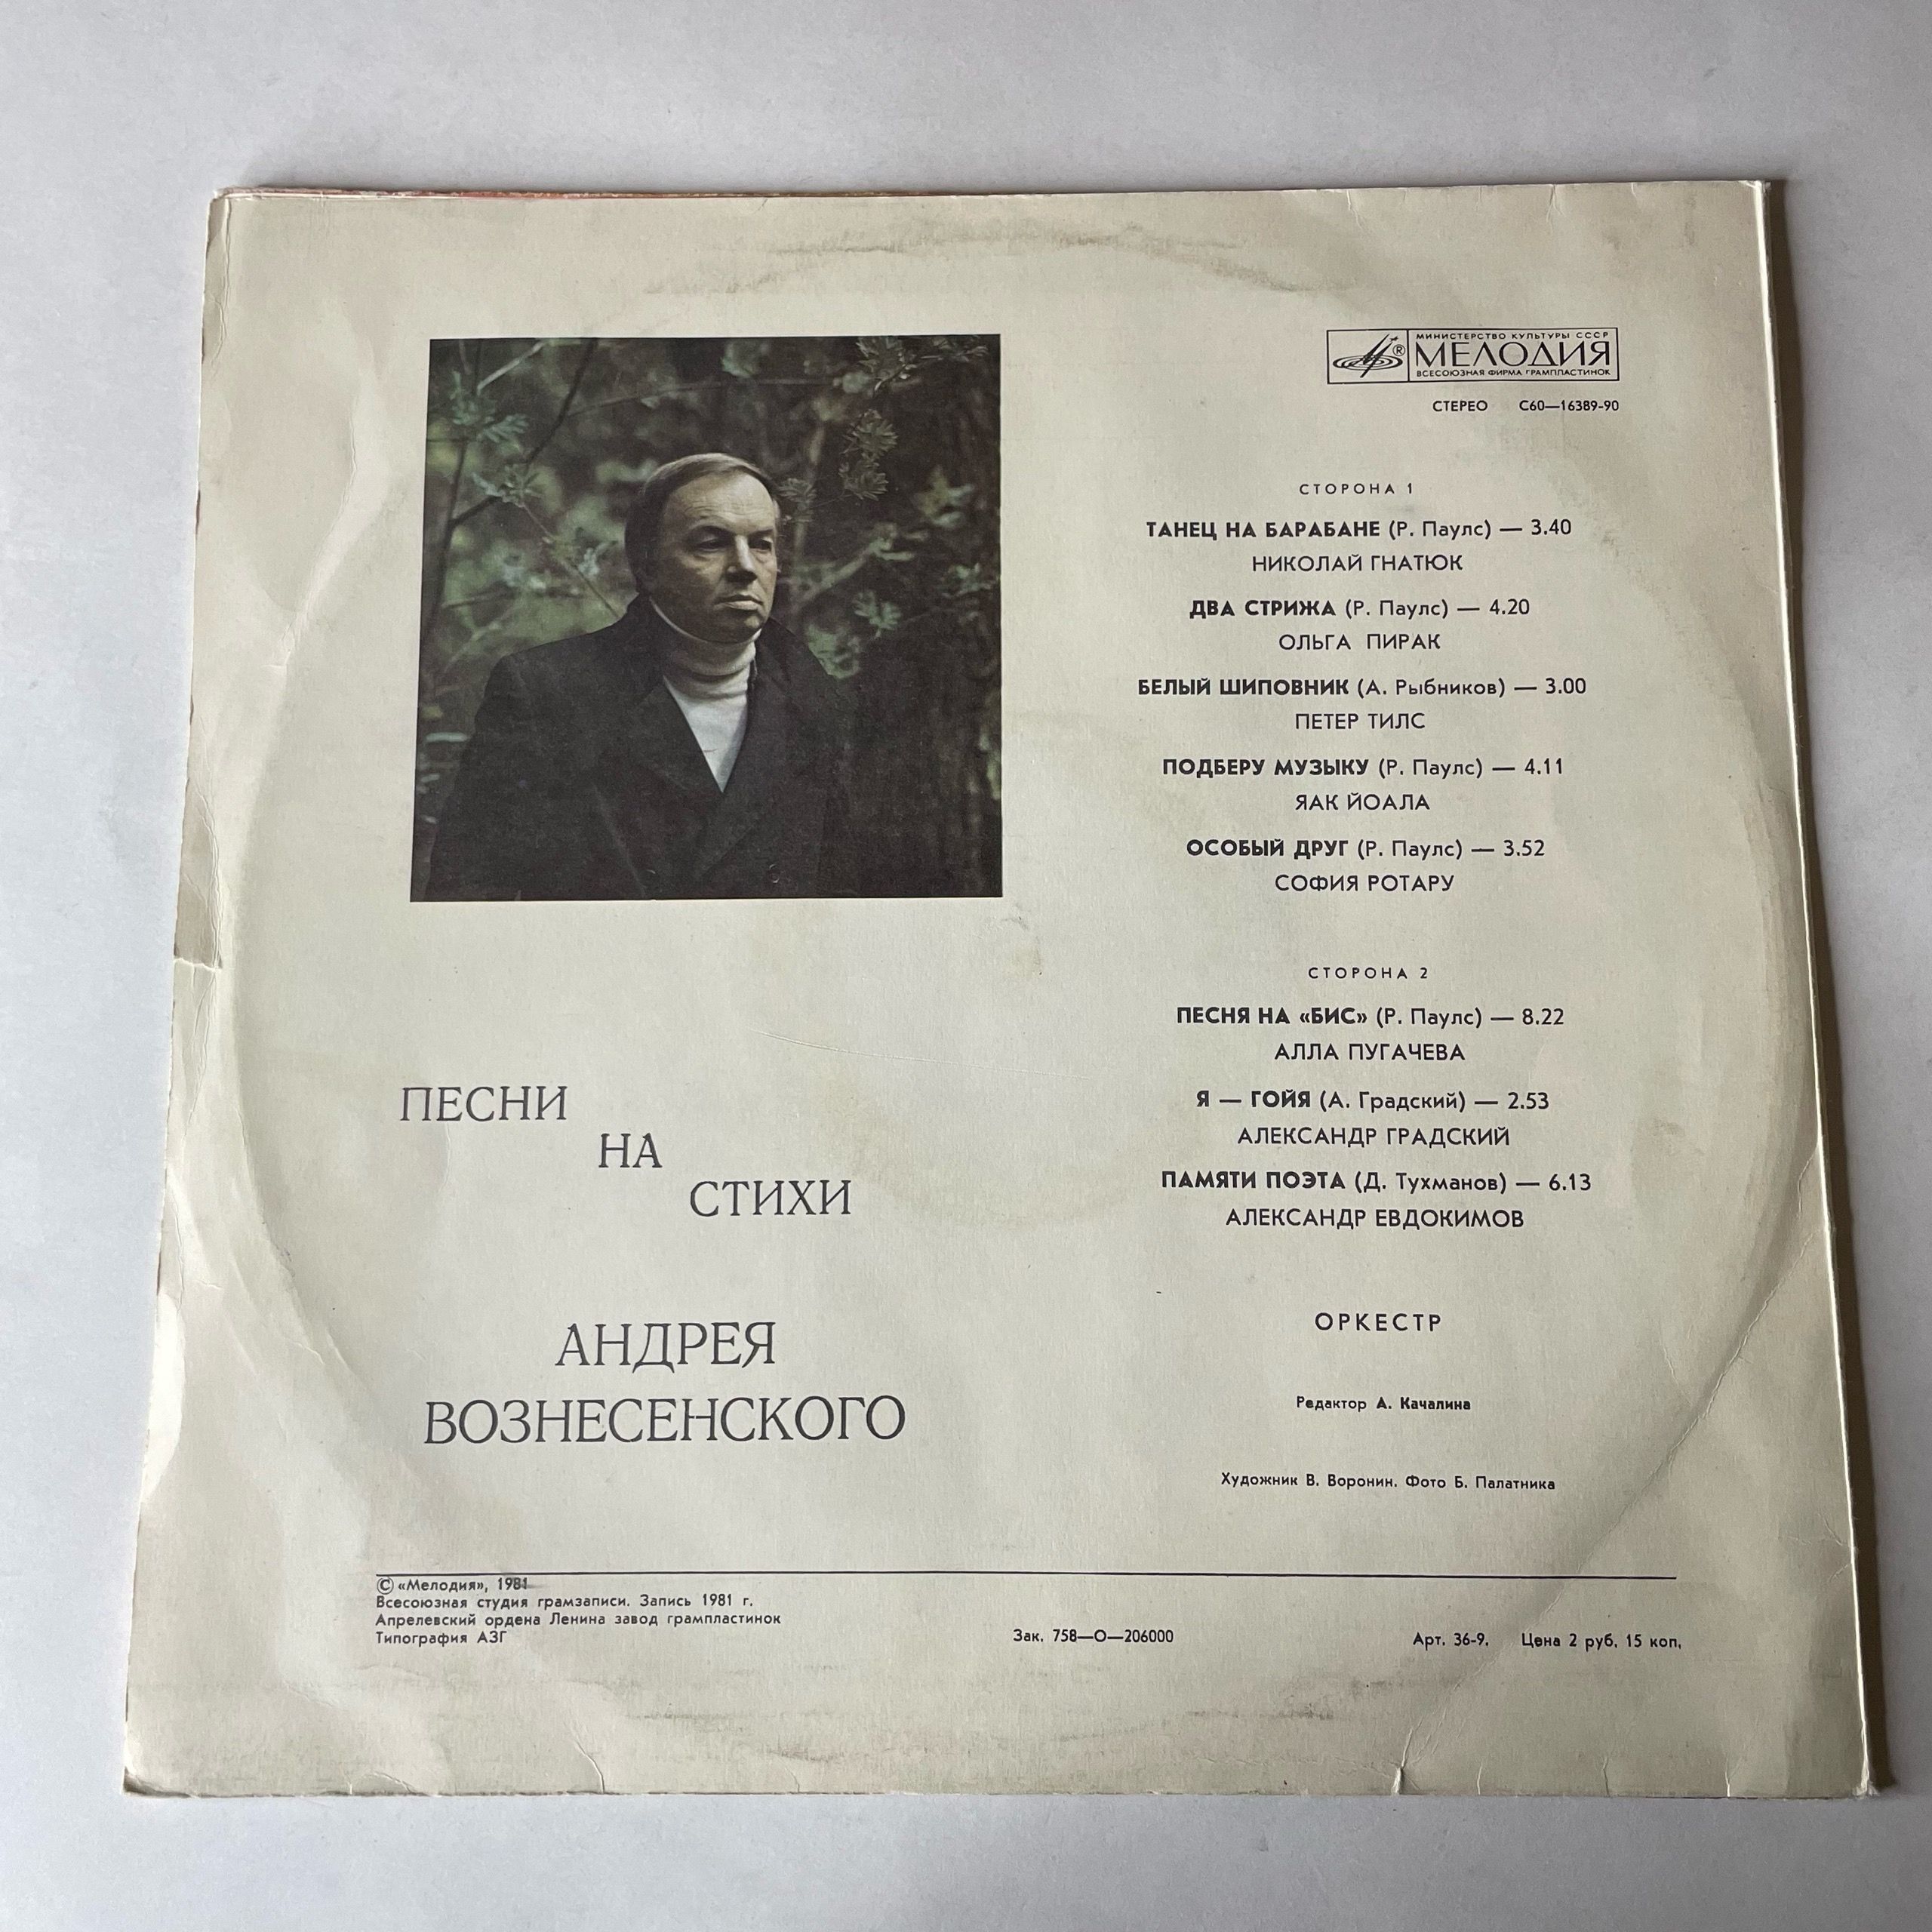 МИНИСТЕРСТВО КУЛЬТУРЫ СССР
МЕЛОДИЯ
ВСЕСОЮЗНАЯ ФИРМА ГРАМПЛАСТИНОК
СТЕРЕО С60—16389-90
СТОРОНА 1
ТАНЕЦ НА БАРАБАНЕ (Р. Паулс) — 3.40
НИКОЛАЙ ГНАТЮК
ДВА СТРИЖА (Р. Паулс) — 4.20
ОЛЬГА ПИРАК
БЕЛЫЙ ШИПОВНИК (А. Рыбников) — 3.00
ПЕТЕР ТИЛС
ПОДБЕРУ МУЗЫКУ (Р. Паулс) — 4.11
ЯАК ЙОАЛА
ОСОБЫЙ ДРУГ (Р. Паулс) — 3.52
СОФИЯ РОТАРУ
СТОРОНА 2
ПЕСНЯ НА «БИС» (Р. Паулс) — 8.22
АЛЛА ПУГАЧЕВА
Я — ГОЙЯ (А. Градский) — 2.53
АЛЕКСАНДР ГРАДСКИЙ
ПАМЯТИ ПОЭТА (Д. Тухманов) — 6.13
АЛЕКСАНДР ЕВДОКИМОВ
ОРКЕСТР
Редактор А. Качалина
Художник В. Воронин. Фото Б. Палатника
ПЕСНИ
НА
СТИХИ
АНДРЕЯ
ВОЗНЕСЕНСКОГО
© «Мелодия», 1981
Всесоюзная студия грамзаписи. Запись 1981 г.
Апрелевский ордена Ленина завод грампластинок
Типография АЗГ
Зак. 758—О—206000
Арт. 36-9. Цена 2 руб. 15 коп.